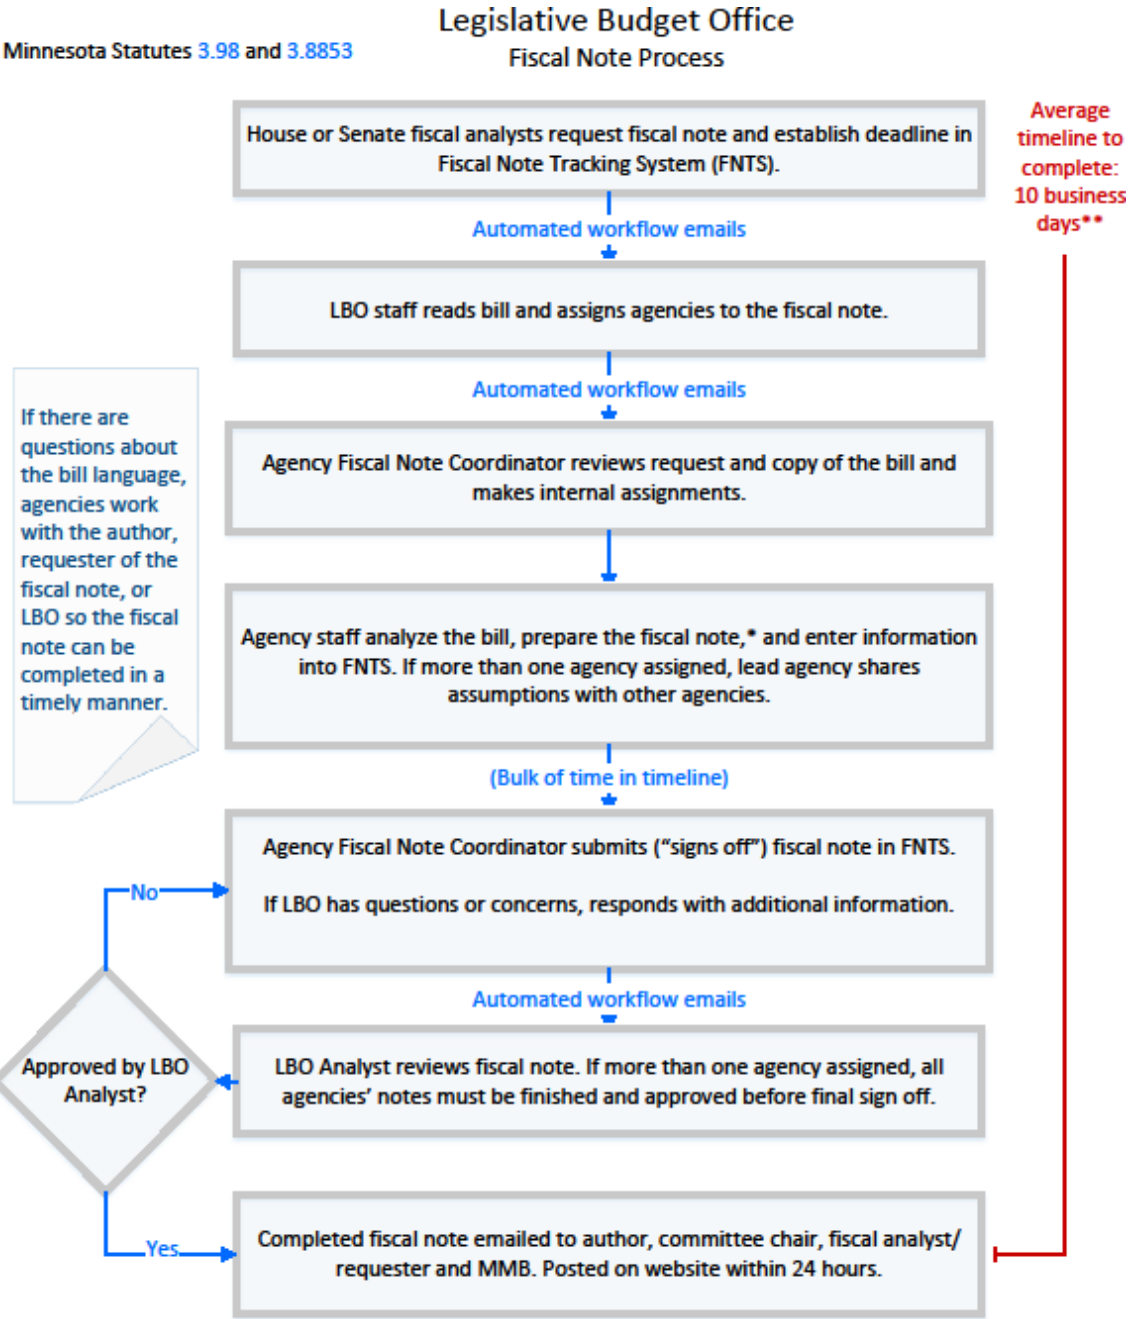 Legislative Budget Office
Minnesota Statutes 3.98 and 3.8853
Fiscal Note Process
House or Senate fiscal analysts request fiscal note and establish deadline in
Fiscal Note Tracking System (FNTS).
Average
timeline to
complete:
10 business
days**
Automated workflow emails
LBO staff reads bill and assigns agencies to the fiscal note.
Automated workflow emails
If there are
questions about
the bill language,
agencies work
with the author,
requester of the
fiscal note, or
LBO so the fiscal
note can be
completed in a
timely manner.
Agency Fiscal Note Coordinator reviews request and copy of the bill and
makes internal assignments.
Agency staff analyze the bill, prepare the fiscal note,* and enter information
into FNTS. If more than one agency assigned, lead agency shares
assumptions with other agencies.
(Bulk of time in timeline)
Agency Fiscal Note Coordinator submits (“signs off”) fiscal note in FNTS.
If LBO has questions or concerns, responds with additional information.
No
Automated workflow emails
LBO Analyst reviews fiscal note. If more than one agency assigned, all
agencies’ notes must be finished and approved before final sign off.
Approved by LBO
Analyst?
Yes
Completed fiscal note emailed to author, committee chair, fiscal analyst/
requester and MMB. Posted on website within 24 hours.